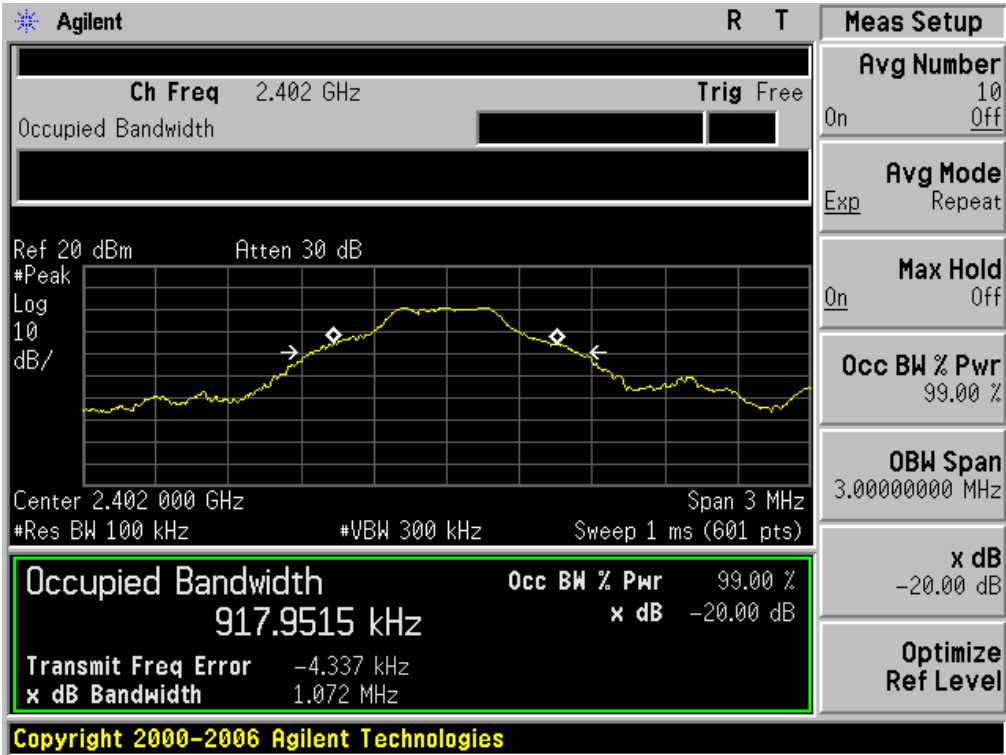 Agilent R T
Ch Freq 2.402 GHz Trig Free
Occupied Bandwidth
Ref 20 dBm Atten 30 dB
#Peak
Log
10
dB/
Center 2.402 000 GHz Span 3 MHz
#Res BW 100 kHz #VBW 300 kHz Sweep 1 ms (601 pts)
Occupied Bandwidth Occ BW % Pwr 99.00 %
917.9515 kHz x dB -20.00 dB
Transmit Freq Error -4.337 kHz
x dB Bandwidth 1.072 MHz
Copyright 2000-2006 Agilent Technologies
Meas Setup
Avg Number
10
On Off
Avg Mode
Exp Repeat
Max Hold
On Off
Occ BW % Pwr
99.00 %
OBW Span
3.00000000 MHz
x dB
-20.00 dB
Optimize
Ref Level